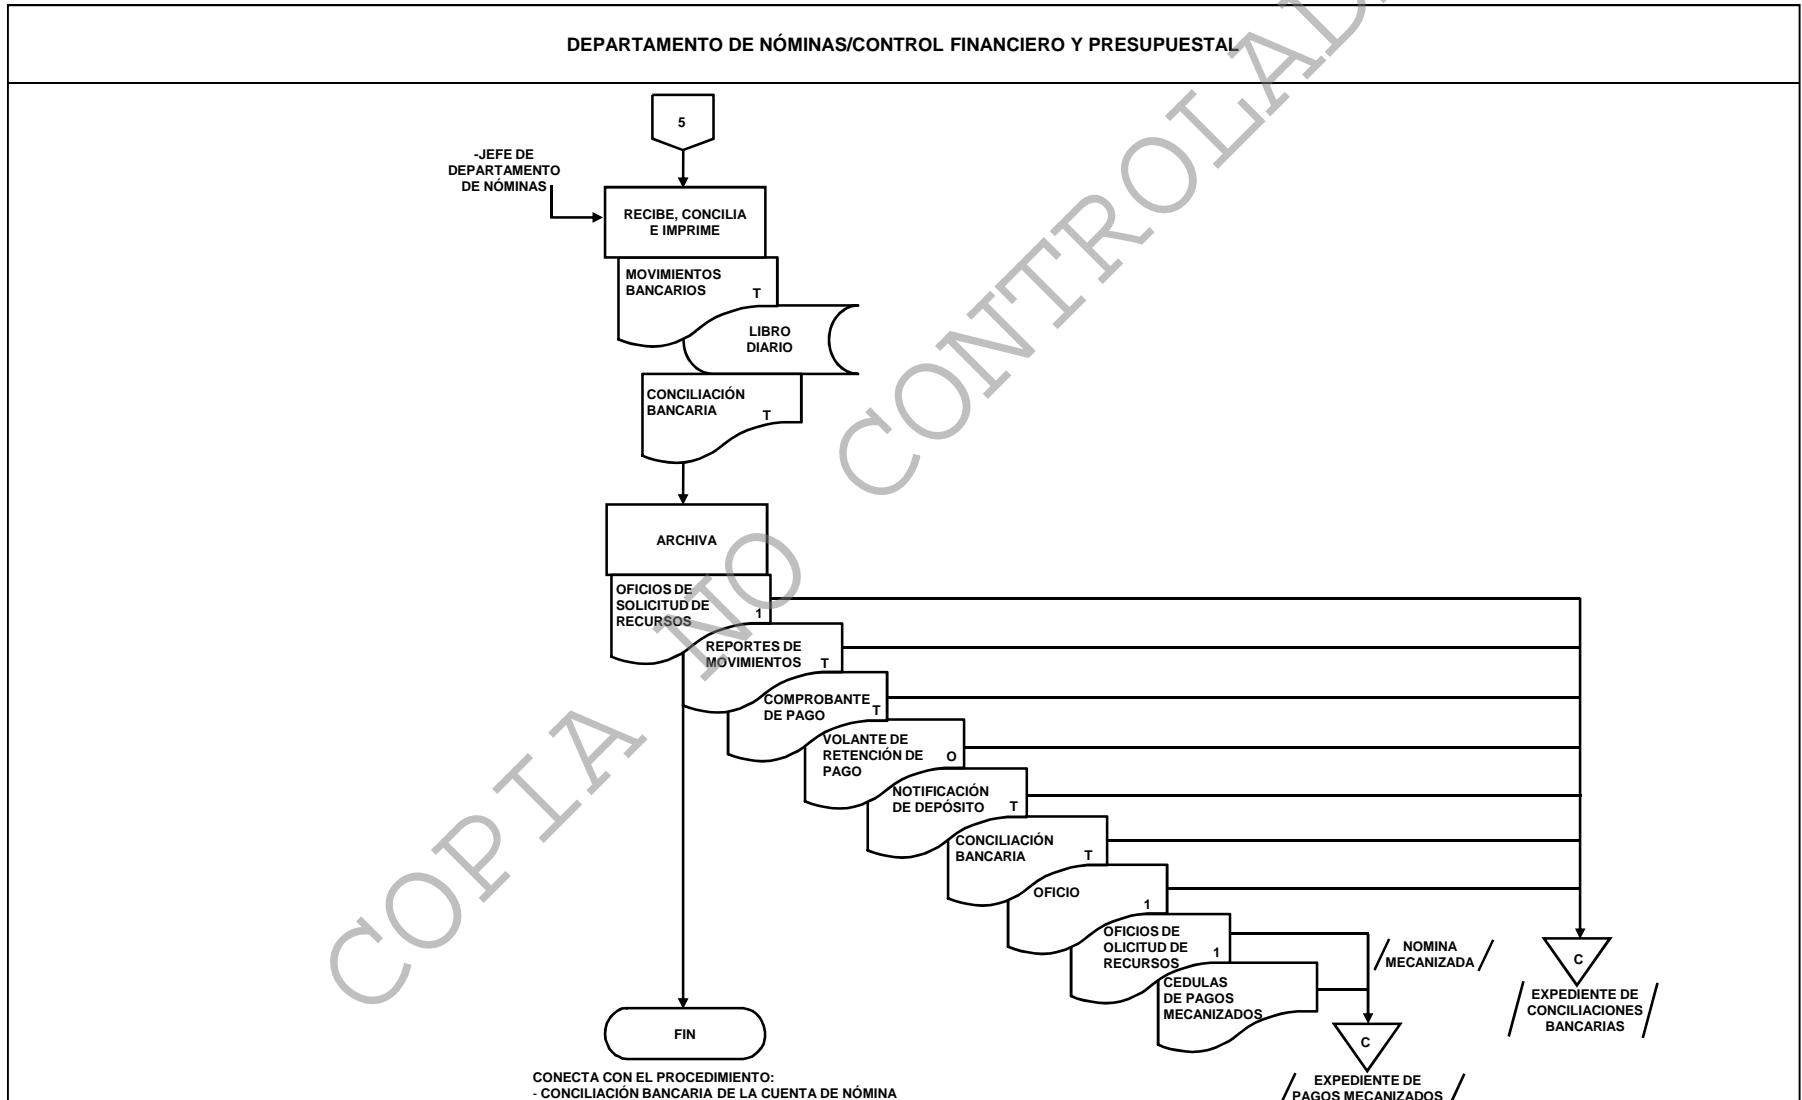 DEPARTAMENTO DE NÓMINAS/CONTROL FINANCIERO Y PRESUPUESTAL
5
-JEFE DE
DEPARTAMENTO
DE NÓMINAS
RECIBE, CONCILIA
E IMPRIME
MOVIMIENTOS
BANCARIOS
T
LIBRO
DIARIO
CONCILIACIÓN
BANCARIA
T
ARCHIVA
OFICIOS DE
SOLICITUD DE
RECURSOS
1
REPORTES DE
MOVIMIENTOS
T
COMPROBANTE
DE PAGO
T
VOLANTE DE
RETENCIÓN DE
PAGO
O
NOTIFICACIÓN
DE DEPÓSITO
T
CONCILIACIÓN
BANCARIA
T
OFICIO
1
OFICIOS DE
OLICITUD DE
RECURSOS
1
CEDULAS
DE PAGOS
MECANIZADOS
NOMINA
MECANIZADA
C
EXPEDIENTE DE
CONCILIACIONES
BANCARIAS
C
EXPEDIENTE DE
PAGOS MECANIZADOS
FIN
CONECTA CON EL PROCEDIMIENTO:
- CONCILIACIÓN BANCARIA DE LA CUENTA DE NÓMINA
COPIA NO CONTROLAD